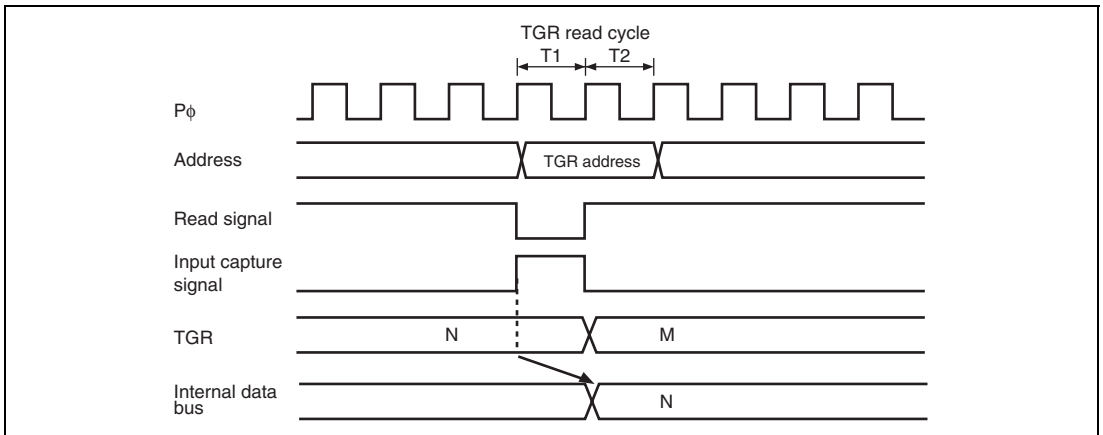 TGR read cycle
T1 T2
Pϕ
Address
TGR address
Read signal
Input capture
signal
TGR
N M
Internal data
bus
N